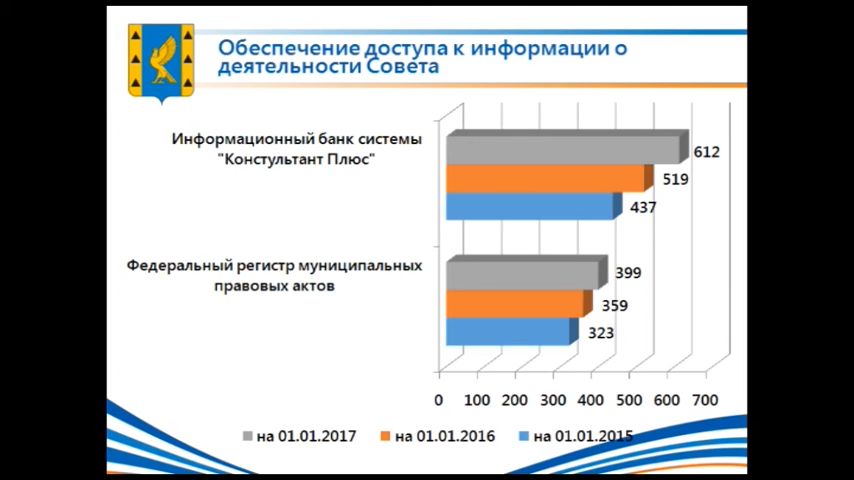 Обеспечение доступа к информации о
деятельности Совета
Информационный банк системы
"Констультант Плюс"
612
519
437
Федеральный регистр муниципальных
правовых актов
399
359
323
0 100 200 300 400 500 600 700
на 01.01.2017 на 01.01.2016 на 01.01.2015